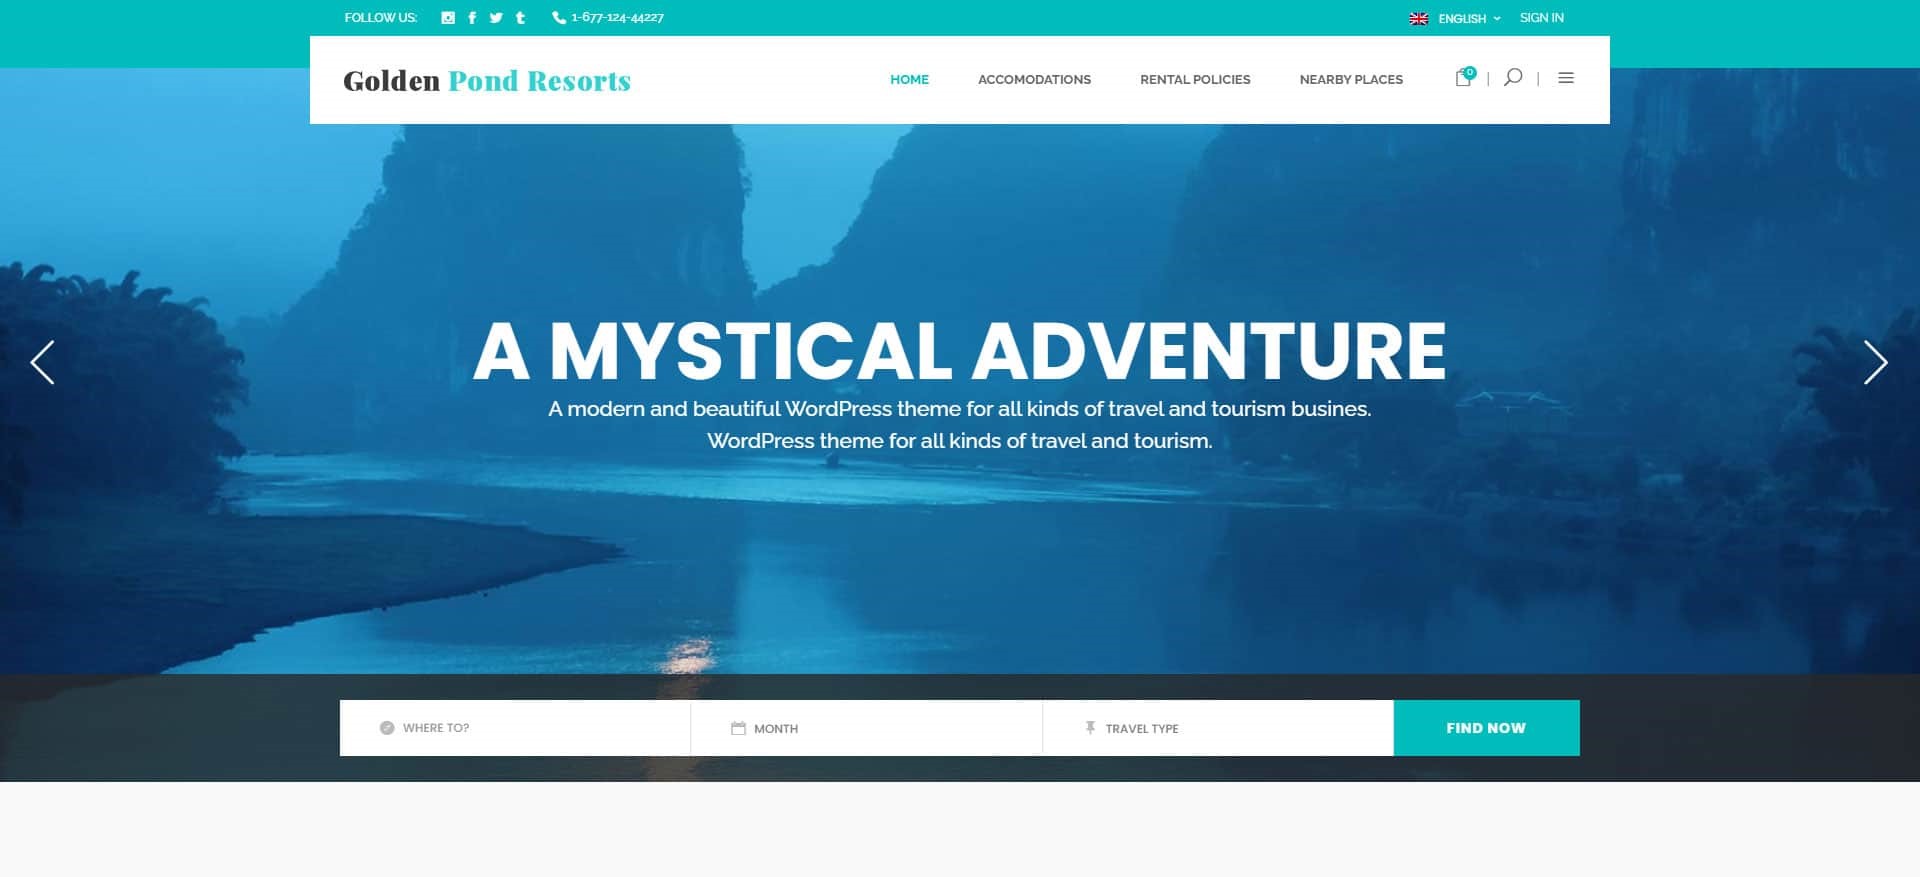 FOLLOW US:
1-677-124-44227
ENGLISH
SIGN IN
Golden Pond Resorts
HOME
ACCOMODATIONS
RENTAL POLICIES
NEARBY PLACES
0
A MYSTICAL ADVENTURE
A modern and beautiful WordPress theme for all kinds of travel and tourism busines.
WordPress theme for all kinds of travel and tourism.
WHERE TO?
MONTH
TRAVEL TYPE
FIND NOW